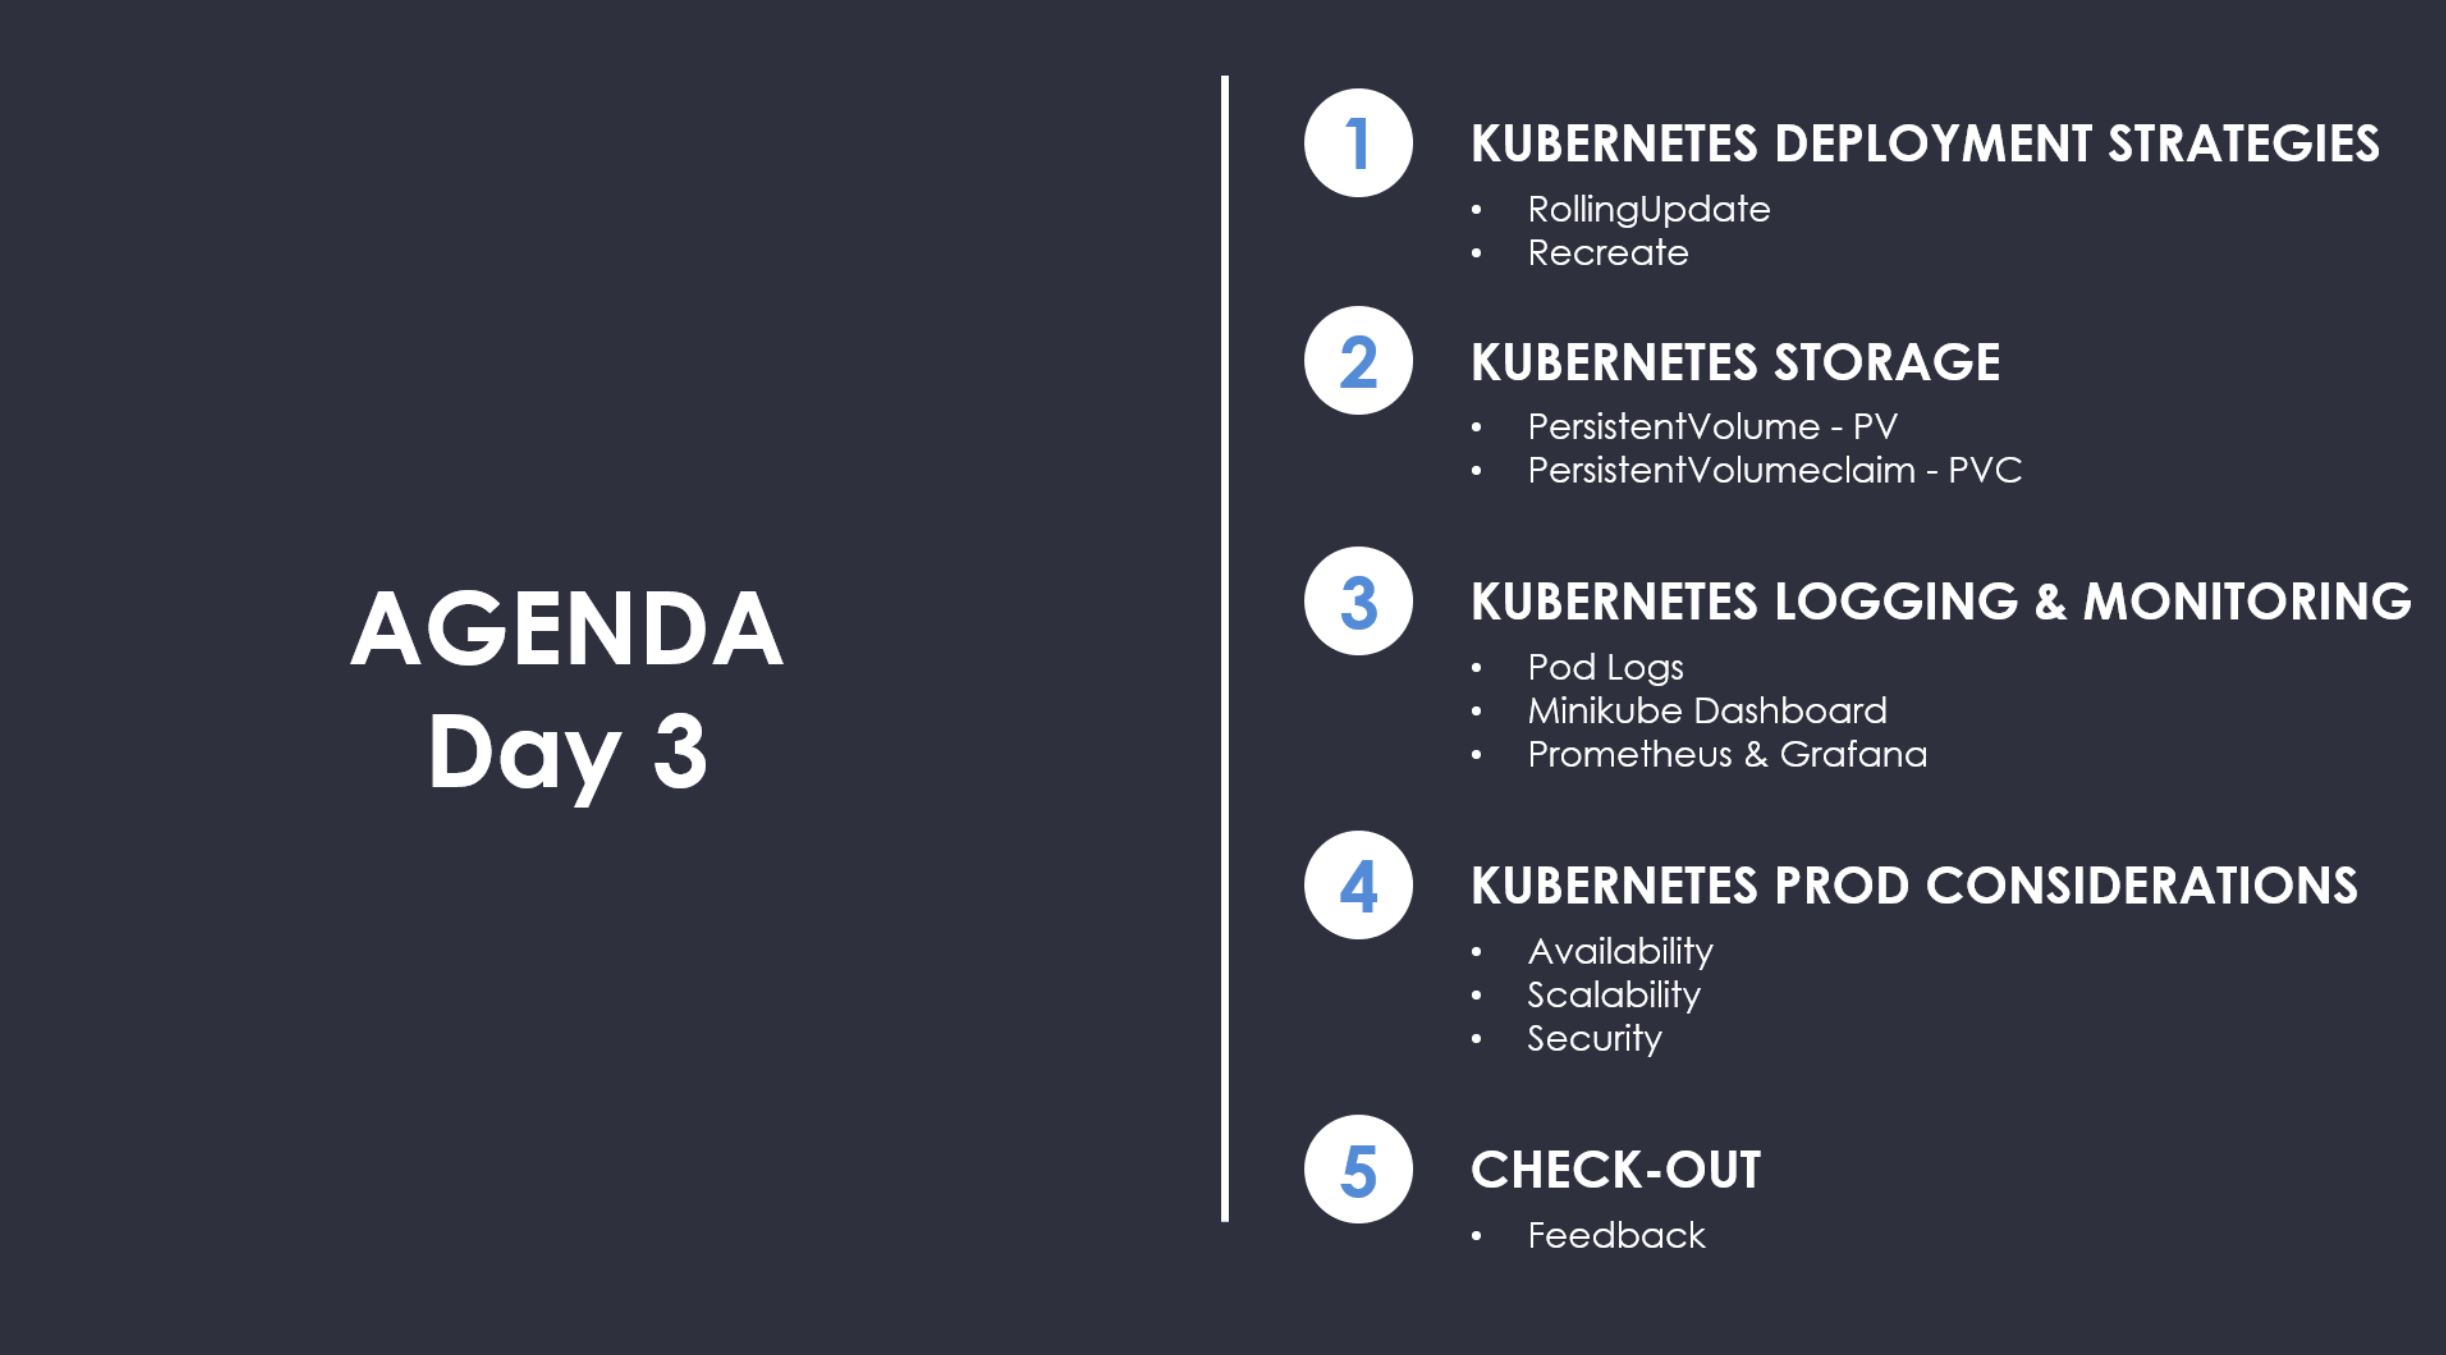 AGENDA
Day 3
1
KUBERNETES DEPLOYMENT STRATEGIES
• RollingUpdate
• Recreate
2
KUBERNETES STORAGE
• PersistentVolume - PV
• PersistentVolumeclaim - PVC
3
KUBERNETES LOGGING & MONITORING
• Pod Logs
• Minikube Dashboard
• Prometheus & Grafana
4
KUBERNETES PROD CONSIDERATIONS
• Availability
• Scalability
• Security
5
CHECK-OUT
• Feedback